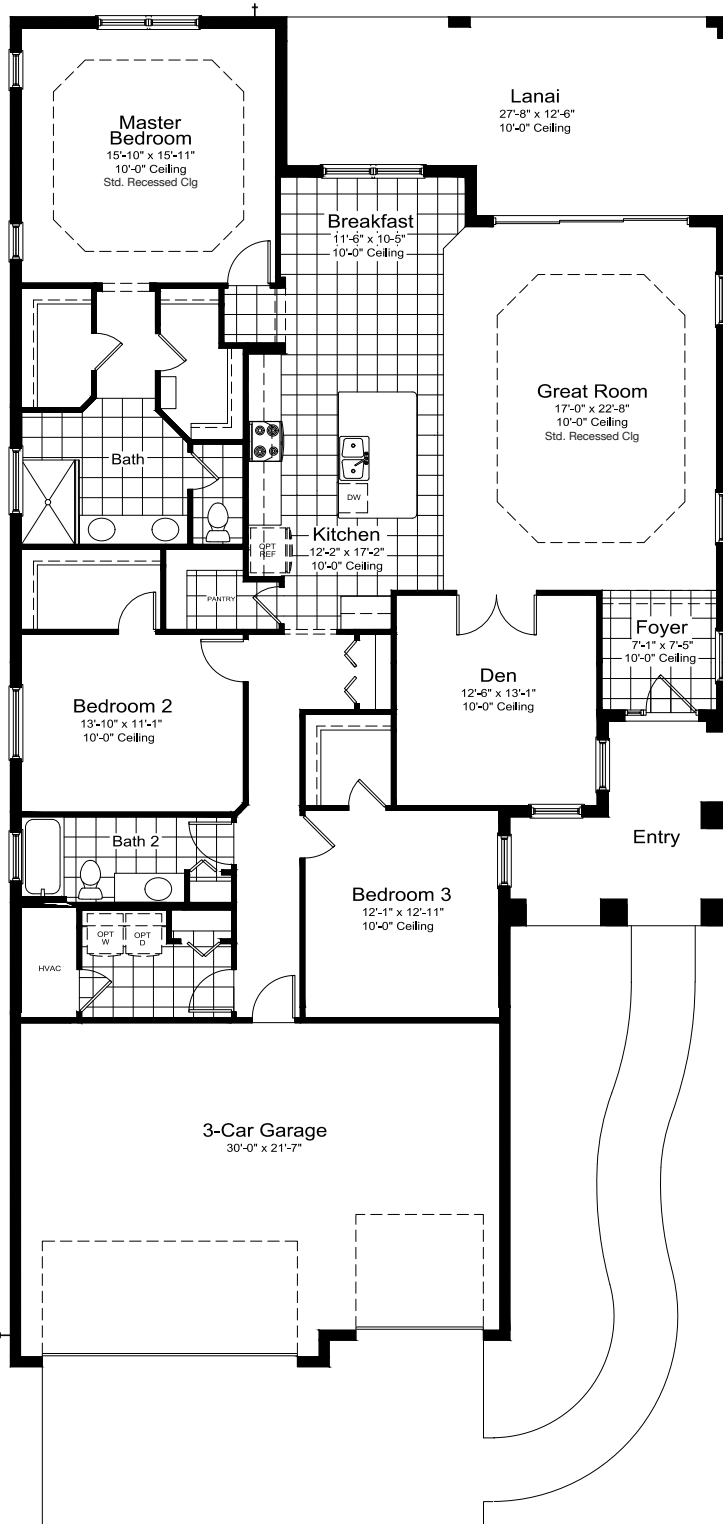 Lanai
27'-8" x 12'-6"
10'-0" Ceiling
Master
Bedroom
15'-10" x 15'-11"
10'-0" Ceiling
Std. Recessed Clg
Breakfast
11'-6" x 10-5"
10'-0" Ceiling
Great Room
17'-0" x 22'-8"
10'-0" Ceiling
Std. Recessed Clg
Bath
DW
Kitchen
12'-2" x 17'-2"
10'-0" Ceiling
OPT
REF
PANTRY
Foyer
7'-1" x 7'-5"
10'-0" Ceiling
Den
12'-6" x 13'-1"
10'-0" Ceiling
Bedroom 2
13'-10" x 11'-1"
10'-0" Ceiling
Bath 2
Entry
Bedroom 3
12'-1" x 12'-11"
10'-0" Ceiling
OPT
W
OPT
D
HVAC
3-Car Garage
30'-0" x 21'-7"